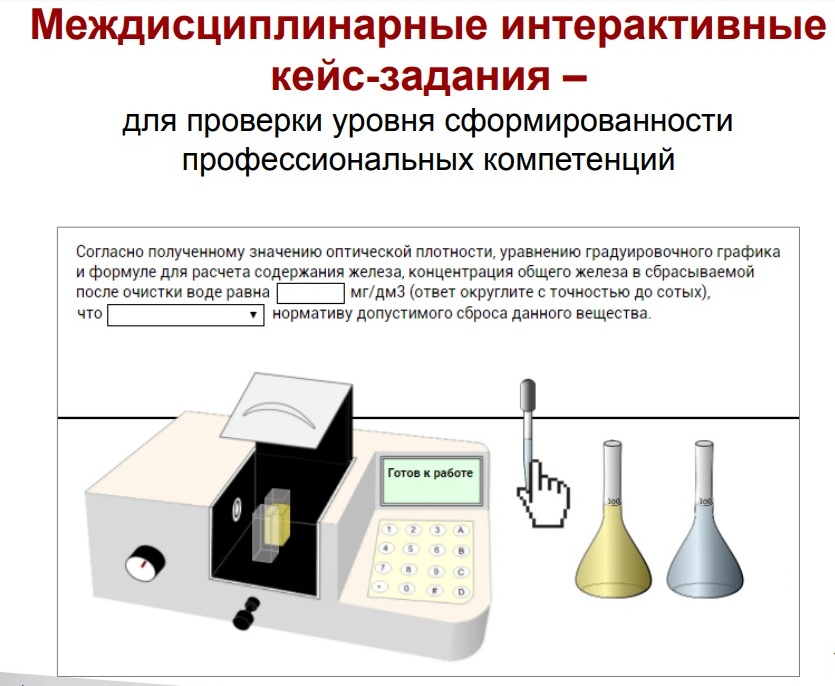 Междисциплинарные интерактивные
кейс-задания –
для проверки уровня сформированности
профессиональных компетенций
Согласно полученному значению оптической плотности, уравнению градуировочного графика
и формуле для расчета содержания железа, концентрация общего железа в сбрасываемой
после очистки воде равна мг/дм3 (ответ округлите с точностью до сотых),
что нормативу допустимого сброса данного вещества.
Готов к работе
1 2 3 A
4 5 6 B
7 8 9 C
* 0 # D
100 100